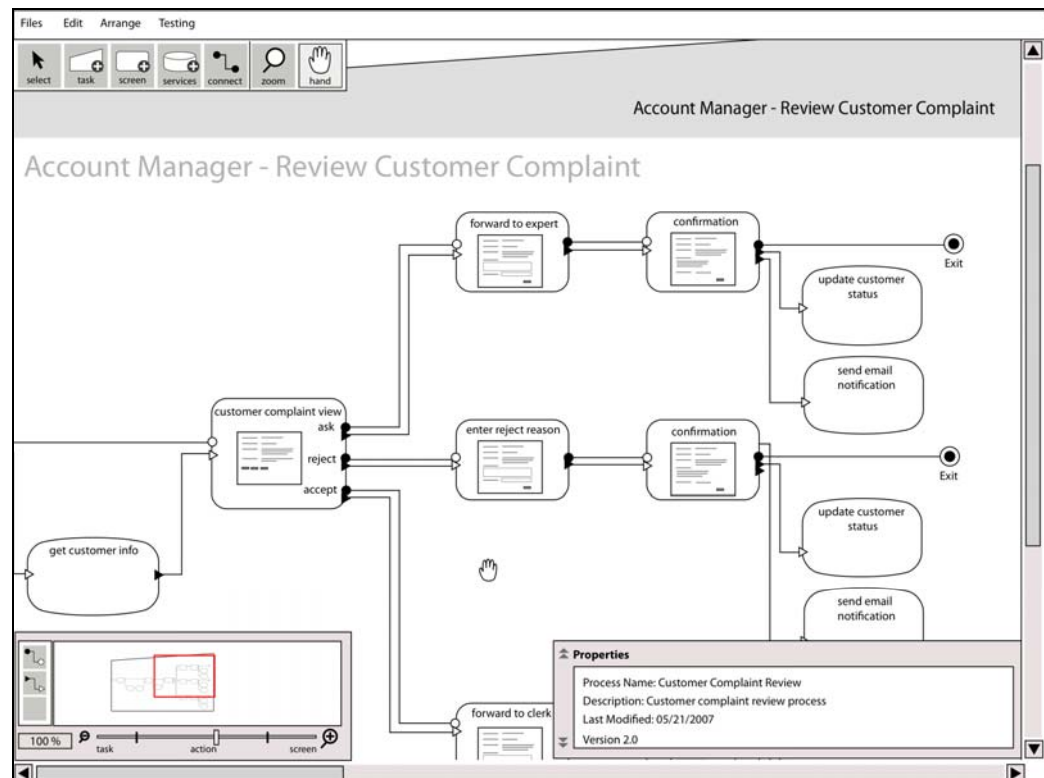 Files Edit Arrange Testing
select task screen services connect zoom hand
Account Manager - Review Customer Complaint
Account Manager - Review Customer Complaint
forward to expert
confirmation
Exit
update customer
status
send email
notification
customer complaint view
ask
reject
accept
enter reject reason
confirmation
Exit
update customer
status
get customer info
send email
notification
forward to clerk
100 %
task action screen
Properties
Process Name: Customer Complaint Review
Description: Customer complaint review process
Last Modified: 05/21/2007
Version 2.0